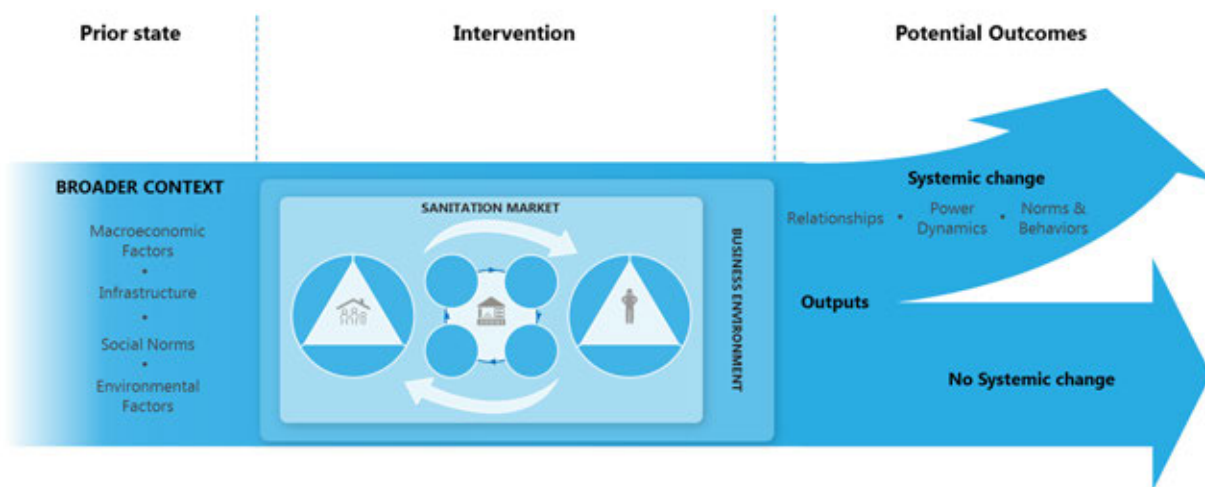 Prior state
Intervention
Potential Outcomes
BROADER CONTEXT
Macroeconomic
Factors
•
Infrastructure
•
Social Norms
•
Environmental
Factors
SANITATION MARKET
BUSINESS ENVIRONMENT
Systemic change
Relationships • Power
Dynamics • Norms &
Behaviors
Outputs
No Systemic change